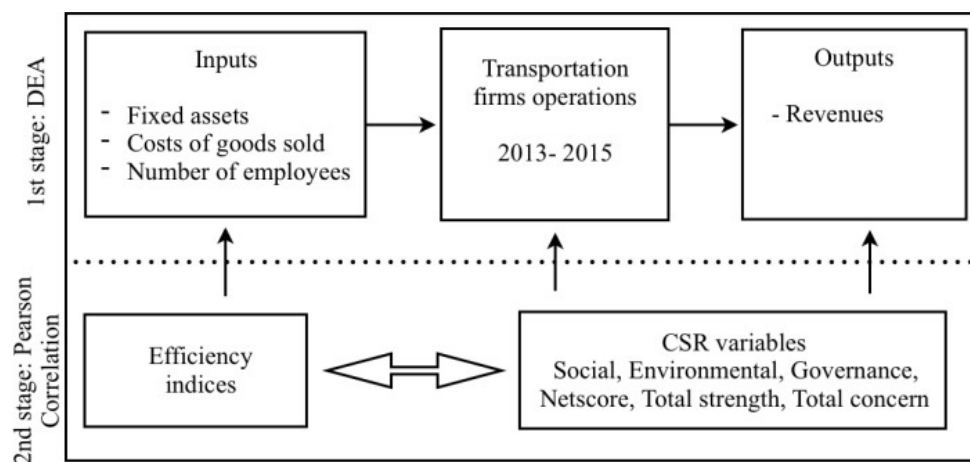 1st stage: DEA
Inputs
- Fixed assets
- Costs of goods sold
- Number of employees
Transportation
firms operations
2013- 2015
Outputs
- Revenues
2nd stage: Pearson
Correlation
Efficiency
indices
CSR variables
Social, Environmental, Governance,
Netscore, Total strength, Total concern